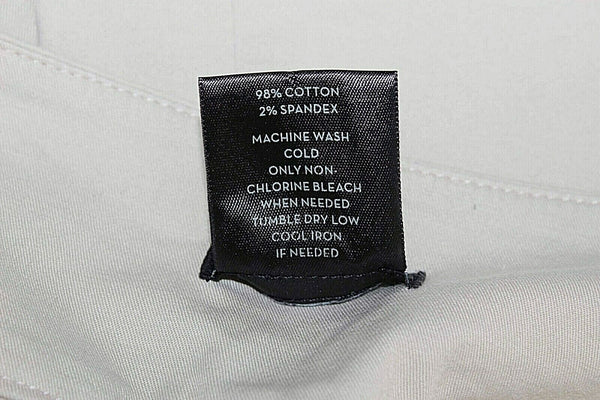 98% COTTON
2% SPANDEX
MACHINE WASH
COLD
ONLY NON-
CHLORINE BLEACH
WHEN NEEDED
TUMBLE DRY LOW
COOL IRON
IF NEEDED